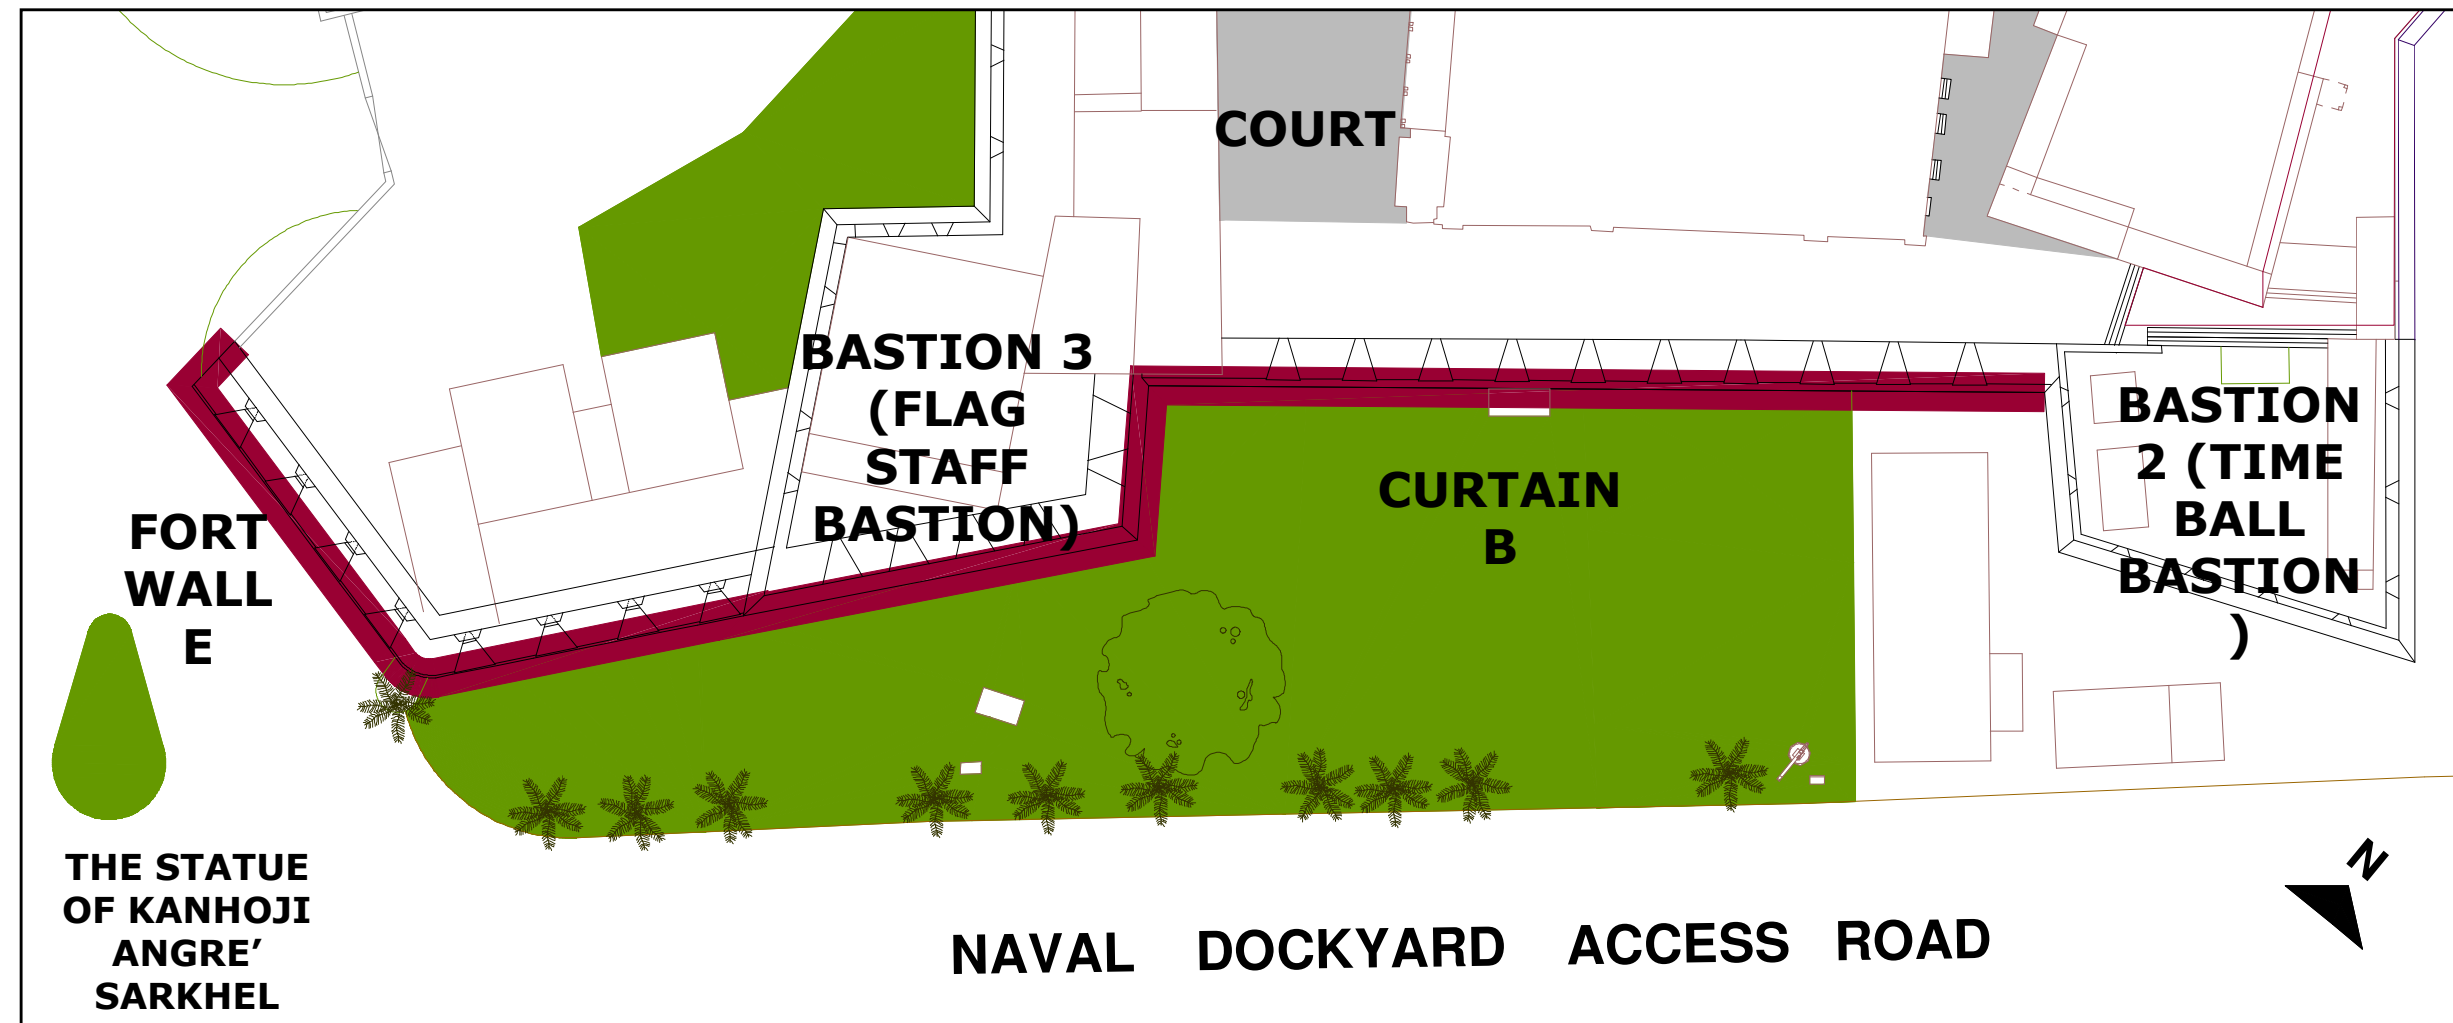 COURT
BASTION 3
(FLAG
STAFF
BASTION)
BASTION
2 (TIME
BALL
BASTION
)
CURTAIN
B
FORT
WALL
E
THE STATUE
OF KANHOJI
ANGRE’
SARKHEL
N
NAVAL DOCKYARD ACCESS ROAD